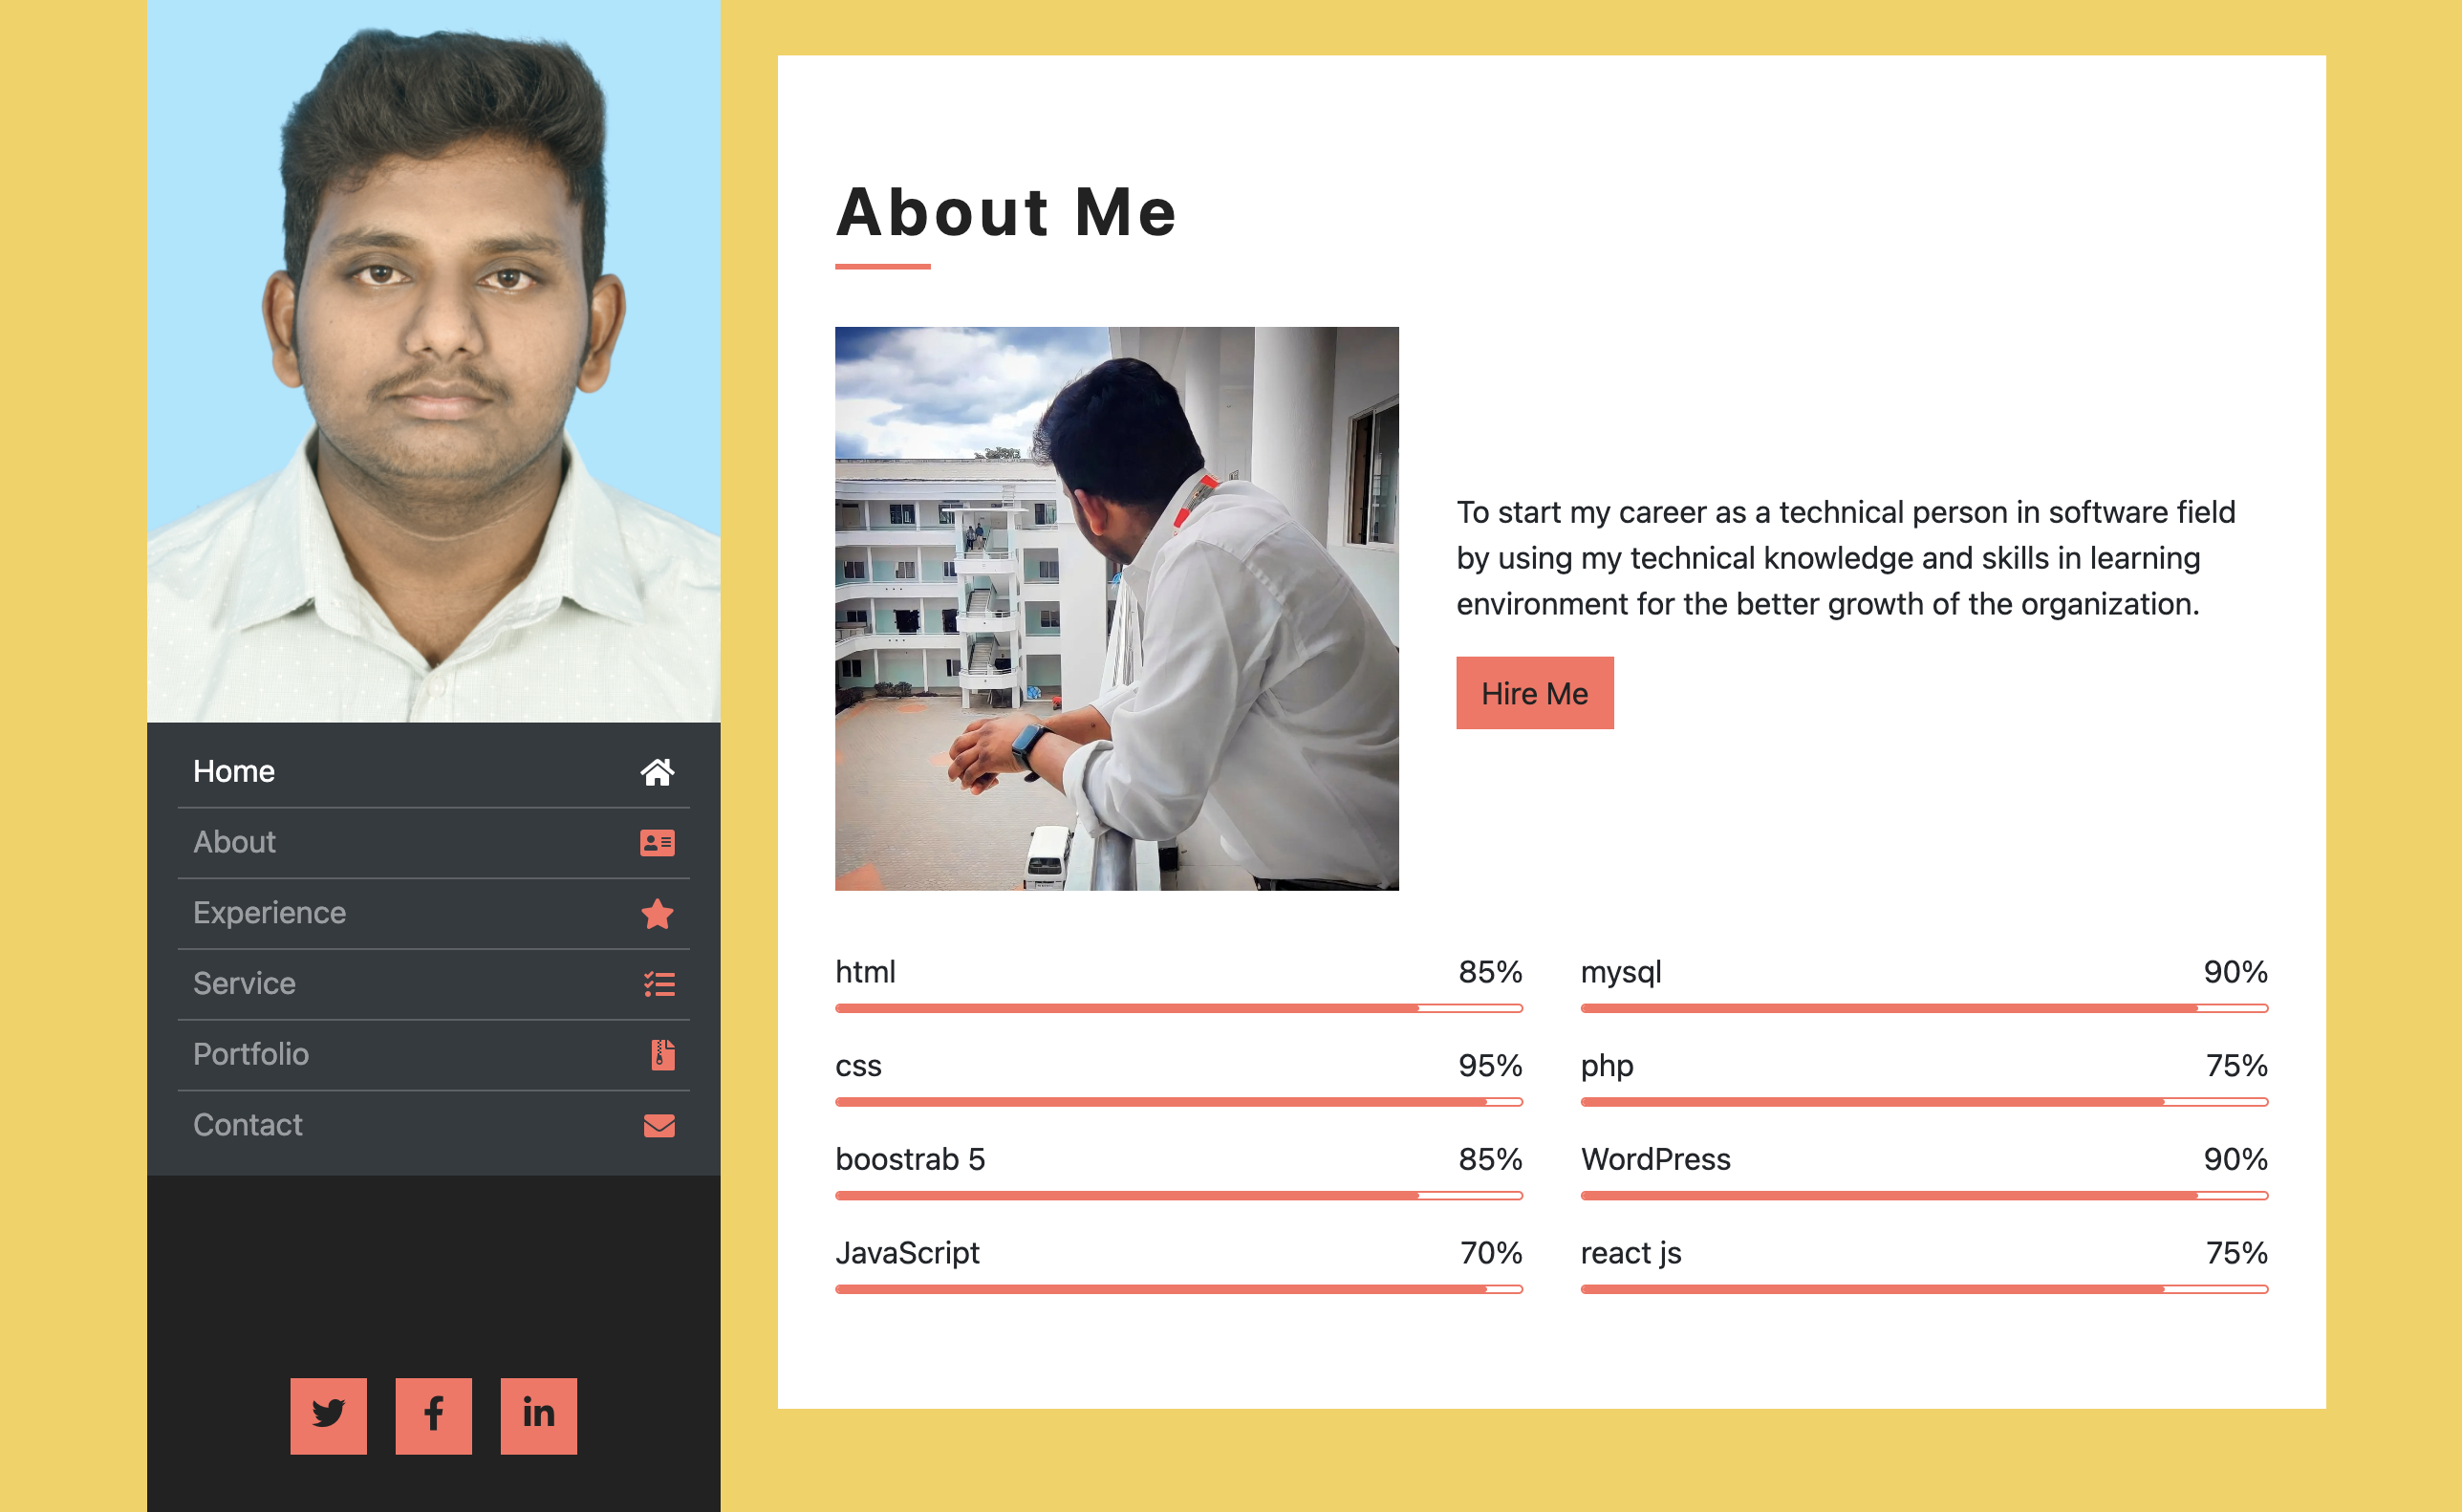 Home
About
Experience
Service
Portfolio
Contact
About Me
To start my career as a technical person in software field
by using my technical knowledge and skills in learning
environment for the better growth of the organization.
Hire Me
html 85%
mysql 90%
css 95%
php 75%
boostrab 5 85%
WordPress 90%
JavaScript 70%
react js 75%